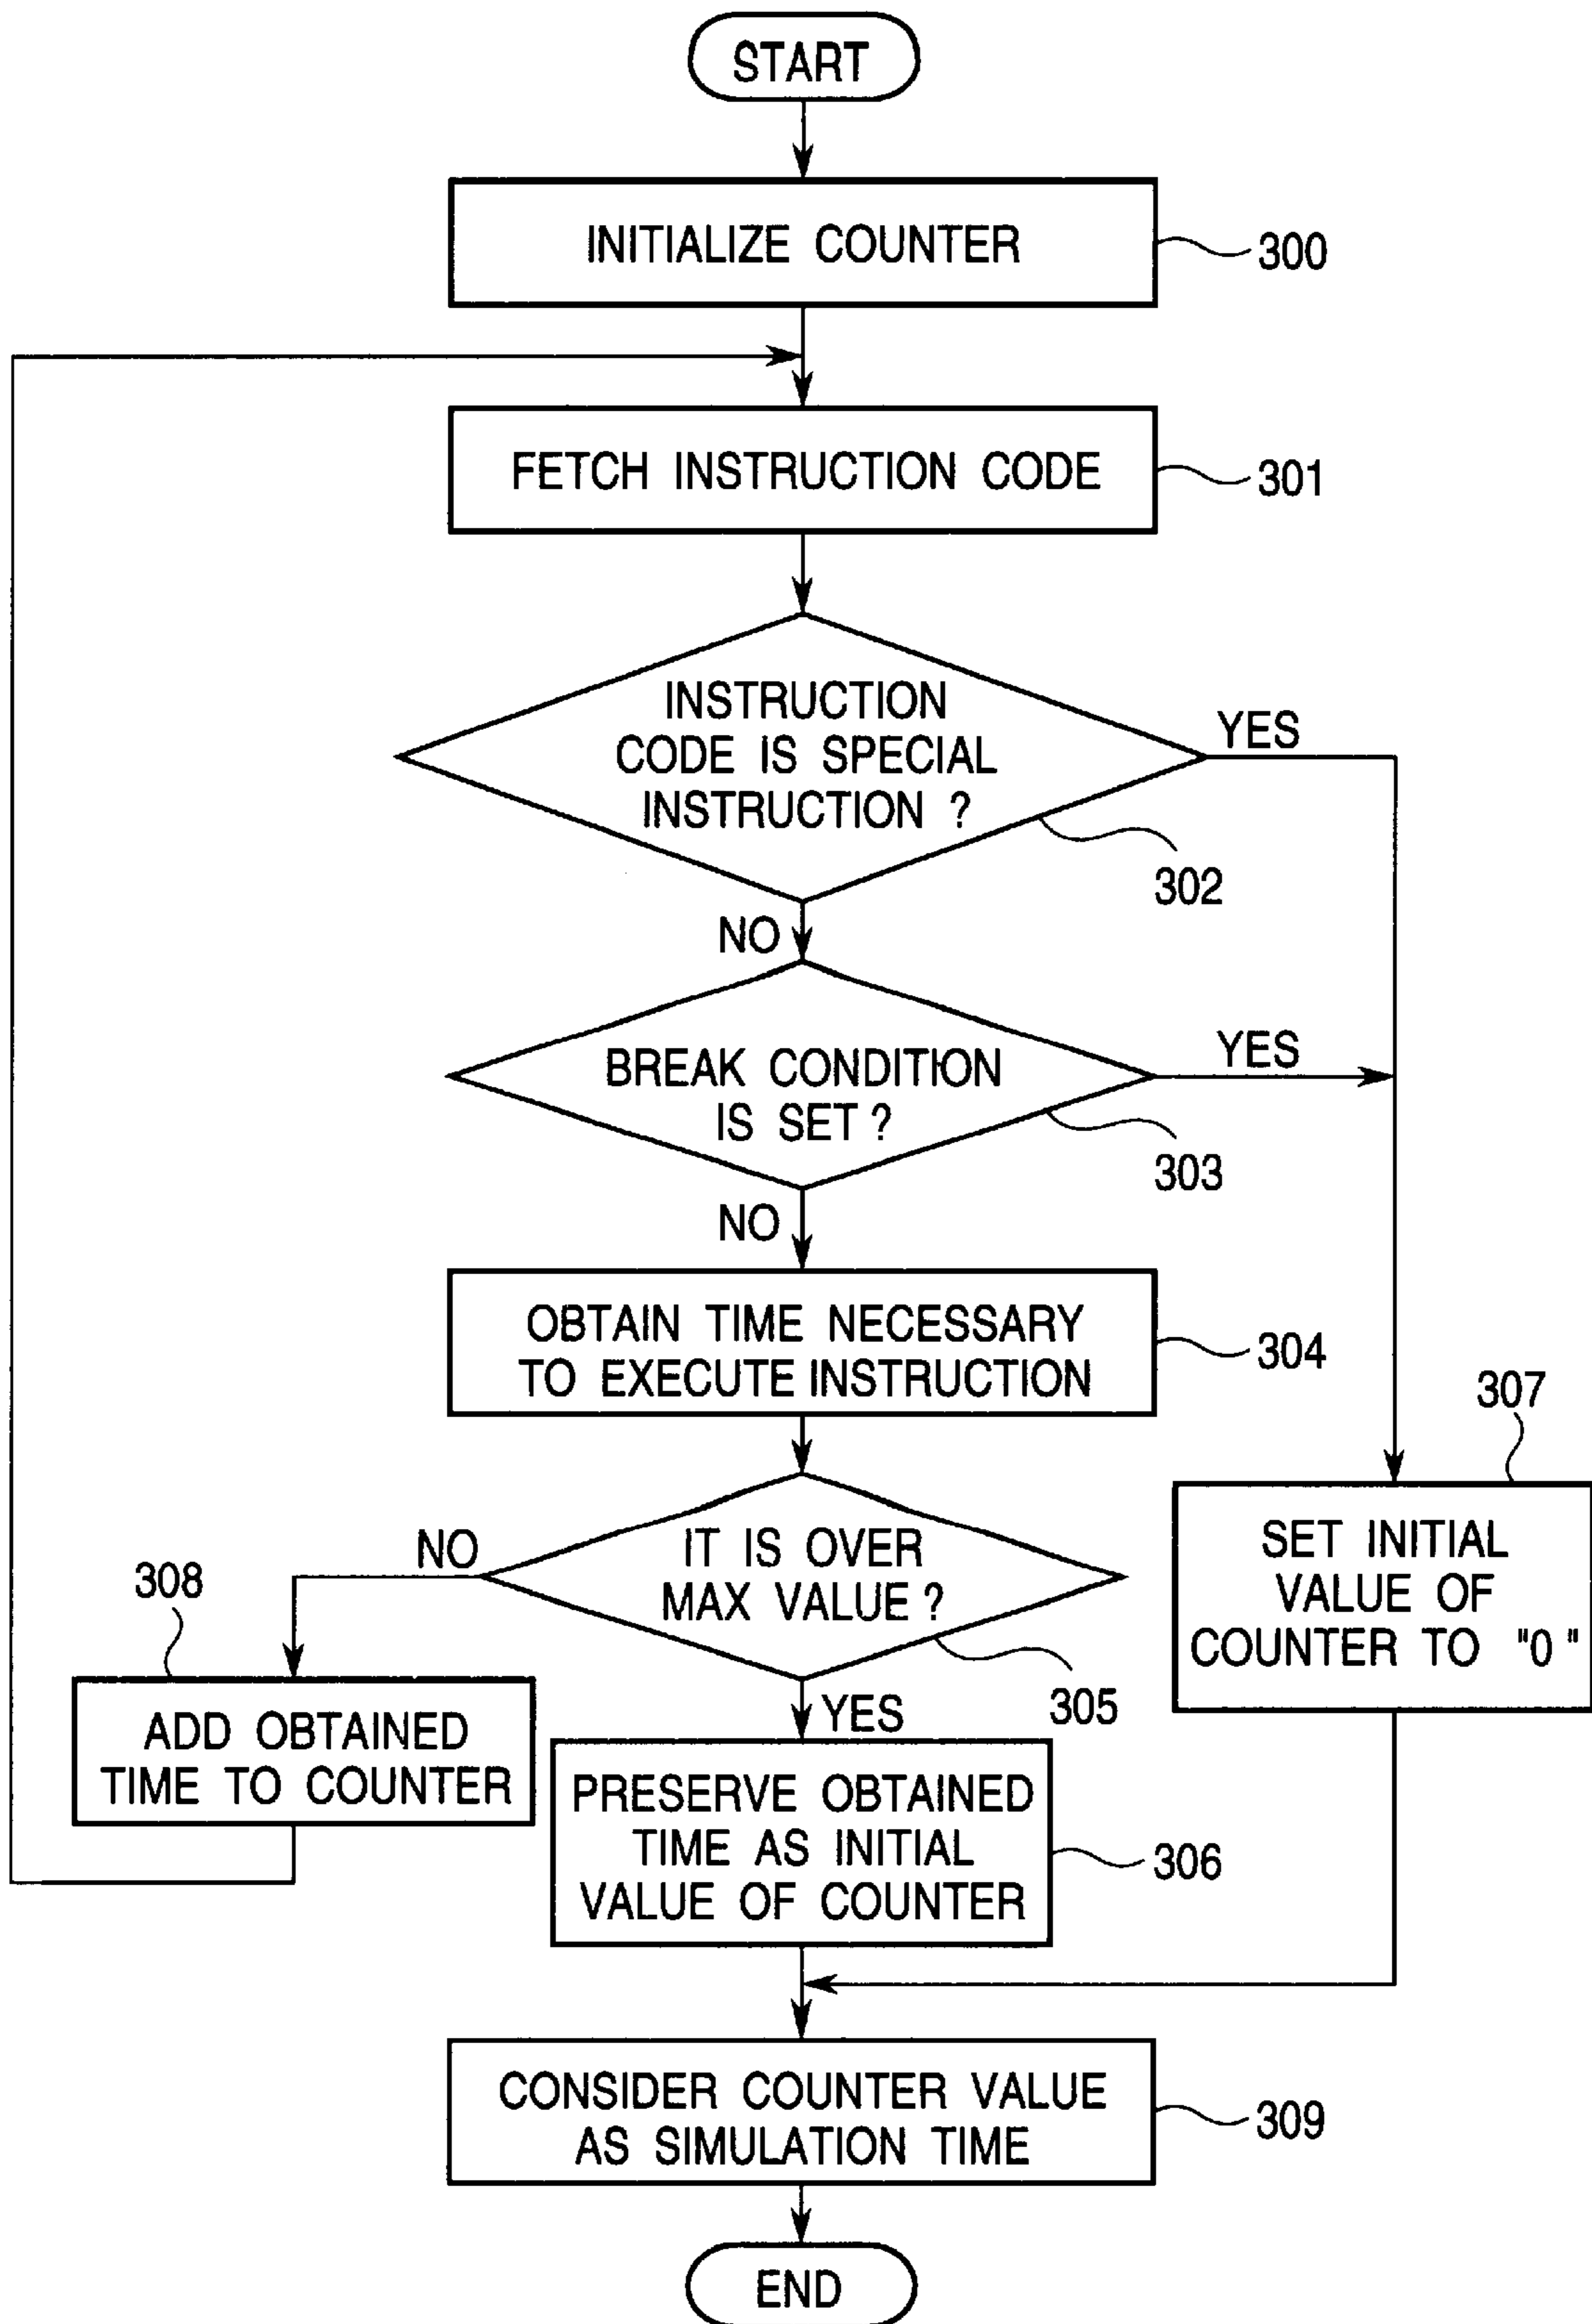 START
INITIALIZE COUNTER
300
FETCH INSTRUCTION CODE
301
INSTRUCTION
CODE IS SPECIAL
INSTRUCTION ?
YES
302
NO
BREAK CONDITION
IS SET ?
YES
303
NO
OBTAIN TIME NECESSARY
TO EXECUTE INSTRUCTION
304
307
SET INITIAL
VALUE OF
COUNTER TO "0"
IT IS OVER
MAX VALUE ?
NO
305
308
ADD OBTAINED
TIME TO COUNTER
YES
PRESERVE OBTAINED
TIME AS INITIAL
VALUE OF COUNTER
306
CONSIDER COUNTER VALUE
AS SIMULATION TIME
309
END